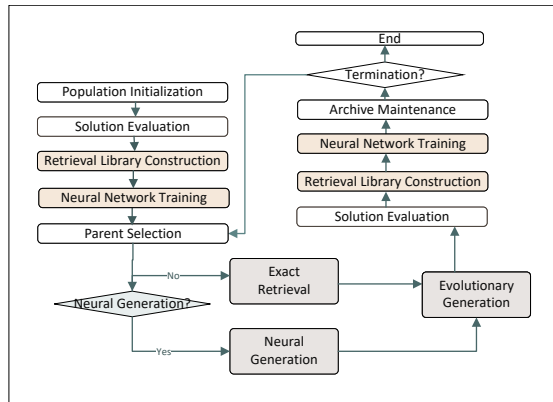 End
Termination?
Population Initialization
Archive Maintenance
Solution Evaluation
Neural Network Training
Retrieval Library Construction
Retrieval Library Construction
Neural Network Training
Solution Evaluation
Parent Selection
No
Exact
Retrieval
Evolutionary
Generation
Neural Generation?
Yes
Neural
Generation